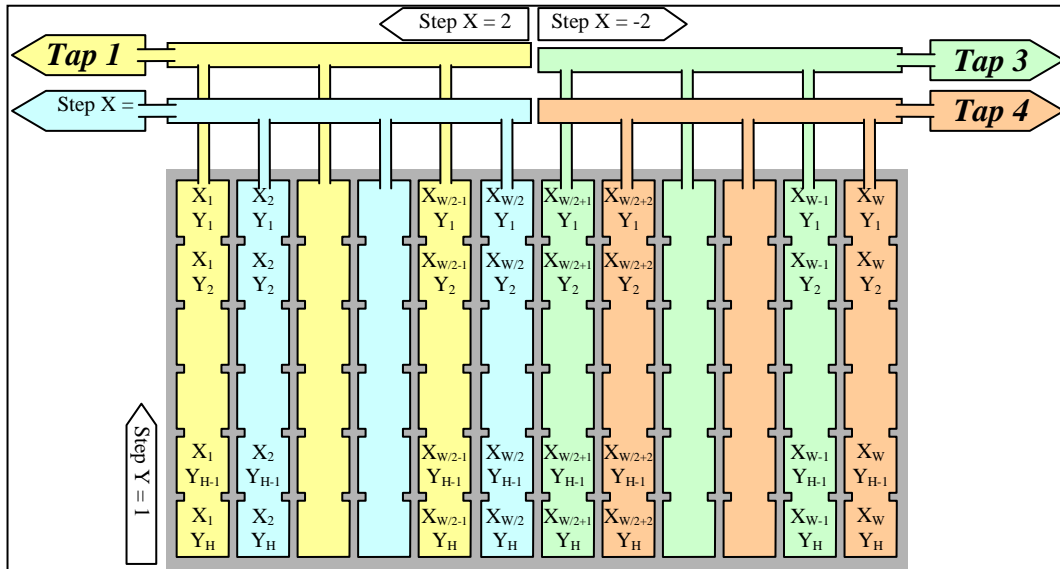 Step X = 2
Step X = -2
Tap 1
Tap 3
Step X =
Tap 4
X1 X2 XW/2-1 XW/2 XW/2+1 XW/2+2 XW-1 XW
Y1 Y1 Y1 Y1 Y1 Y1 Y1 Y1
X1 X2 XW/2-1 XW/2 XW/2+1 XW/2+2 XW-1 XW
Y2 Y2 Y2 Y2 Y2 Y2 Y2 Y2
Step Y = 1
X1 X2 XW/2-1 XW/2 XW/2+1 XW/2+2 XW-1 XW
YH-1 YH-1 YH-1 YH-1 YH-1 YH-1 YH-1 YH-1
X1 X2 XW/2-1 XW/2 XW/2+1 XW/2+2 XW-1 XW
YH YH YH YH YH YH YH YH